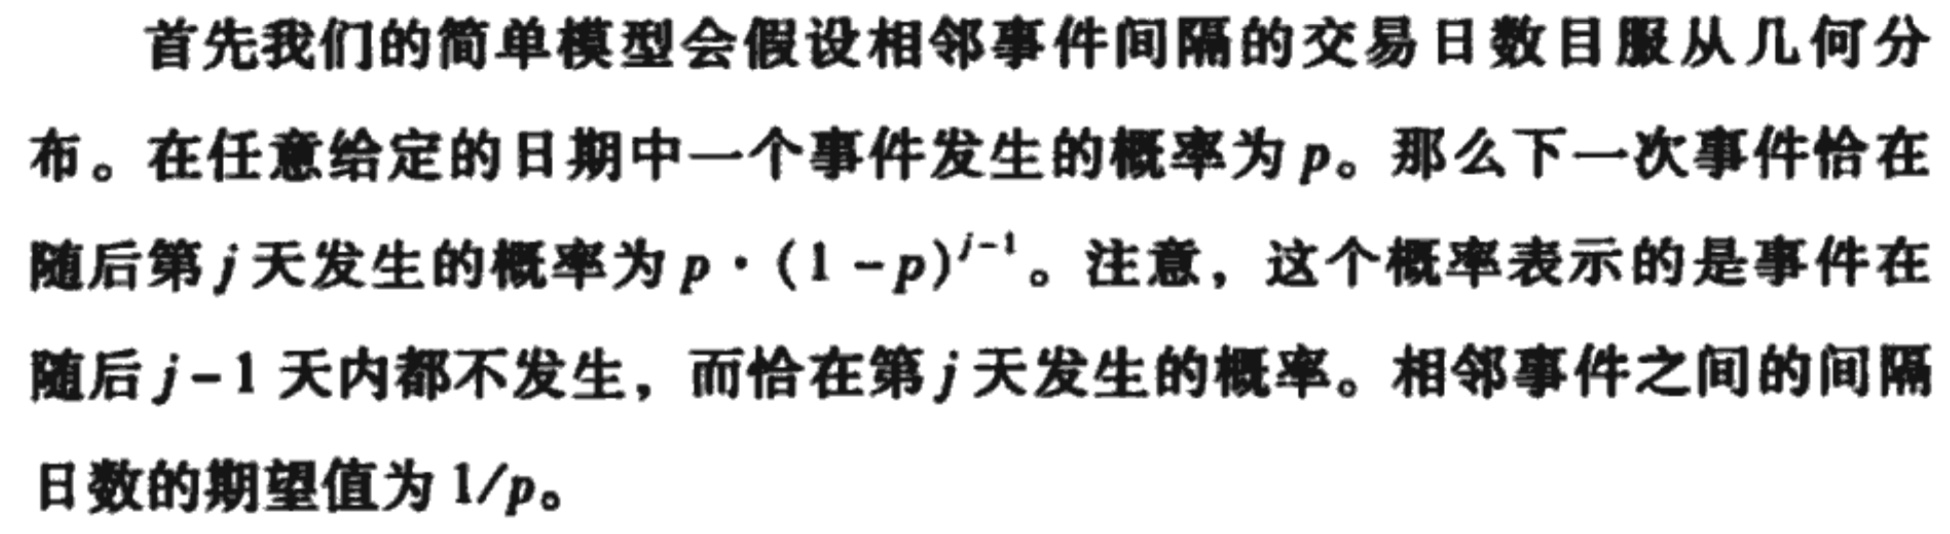 首先我们的简单模型会假设相邻事件间隔的交易日数目服从几何分
布。在任意给定的日期中一个事件发生的概率为 p。那么下一次事件恰在
随后第 j 天发生的概率为 p · (1 - p)^{j-1}。注意，这个概率表示的是事件在
随后 j - 1 天内都不发生，而恰在第 j 天发生的概率。相邻事件之间的间隔
日数的期望值为 1/p。